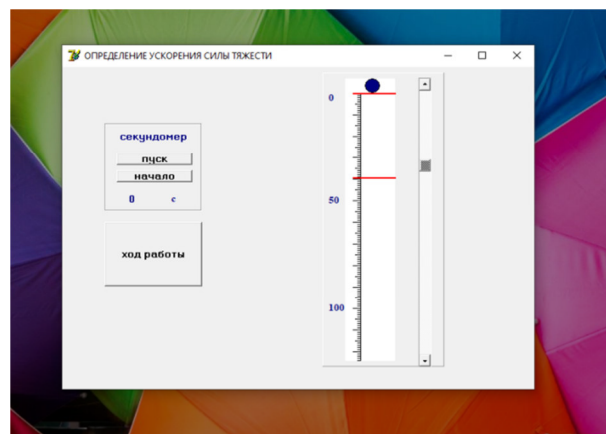 ОПРЕДЕЛЕНИЕ УСКОРЕНИЯ СИЛЫ ТЯЖЕСТИ
секундомер
пуск
начало
0 с
ход работы
0
50
100